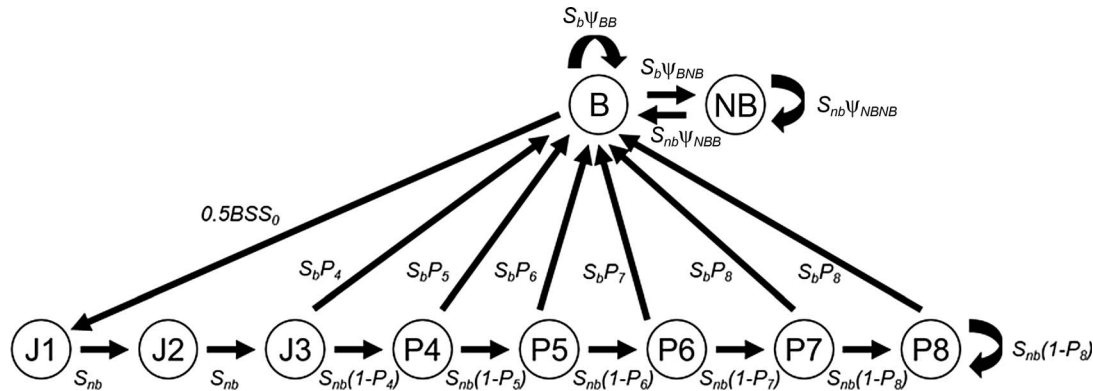 S_bψ_BB
S_bψ_BNB
B
NB
S_nbψ_NBNB
S_nbψ_NBB
0.5BSS_0
S_bP_4
S_bP_5
S_bP_6
S_bP_7
S_bP_8
S_bP_8
J1
J2
J3
P4
P5
P6
P7
P8
S_nb(1-P_8)
S_nb
S_nb
S_nb(1-P_4)
S_nb(1-P_5)
S_nb(1-P_6)
S_nb(1-P_7)
S_nb(1-P_8)